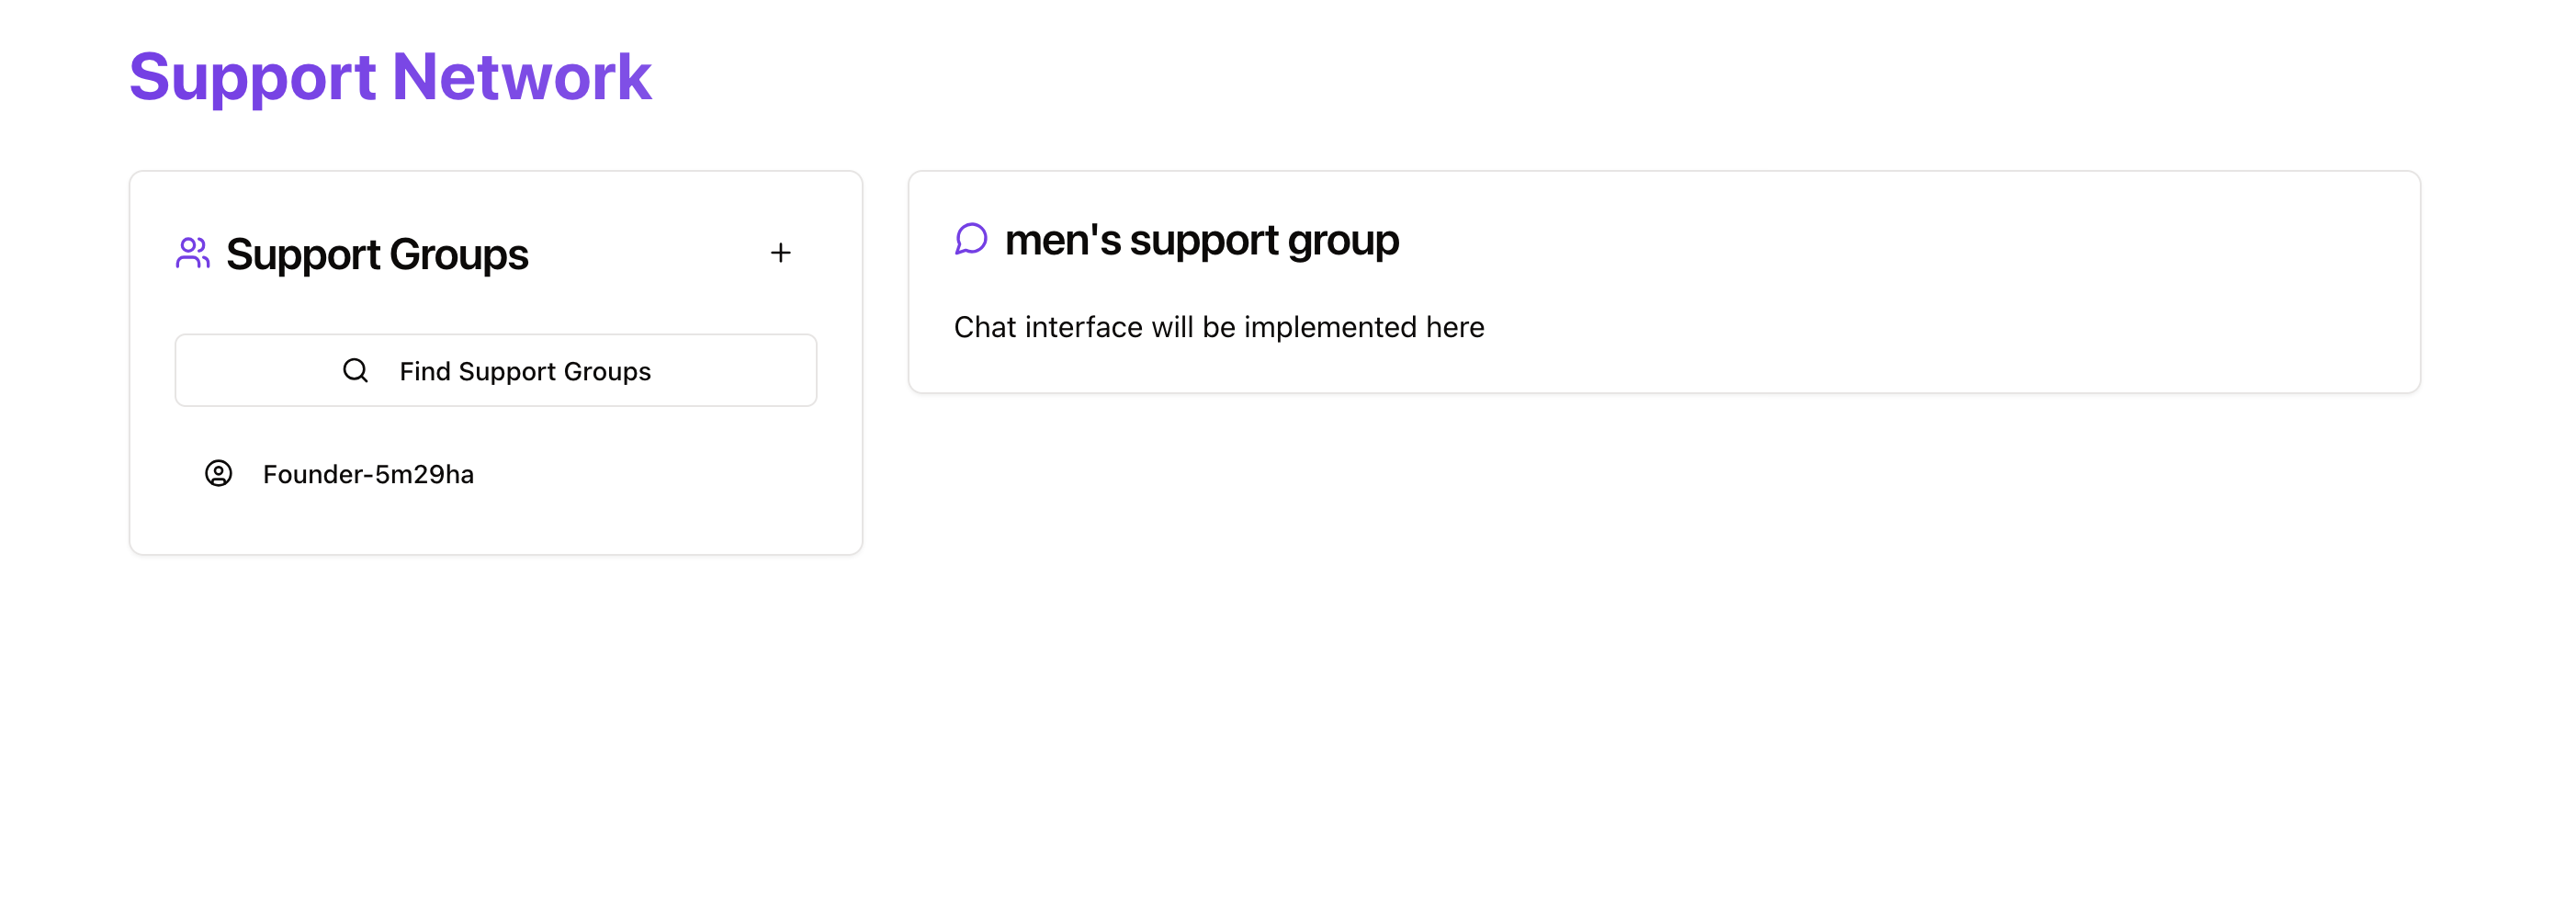 Support Network
Support Groups
Find Support Groups
Founder-5m29ha
men's support group
Chat interface will be implemented here